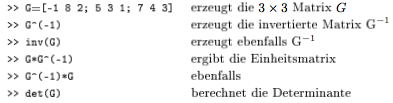 >> G=[-1 8 2; 5 3 1; 7 4 3] erzeugt die 3 × 3 Matrix G
>> G^(-1) erzeugt die invertierte Matrix G⁻¹
>> inv(G) erzeugt ebenfalls G⁻¹
>> G*G^(-1) ergibt die Einheitsmatrix
>> G^(-1)*G ebenfalls
>> det(G) berechnet die Determinante